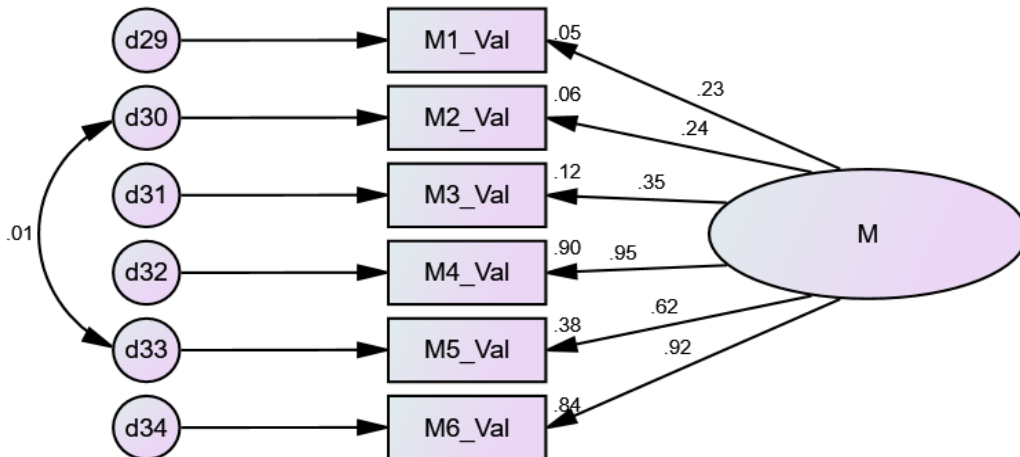 d29
M1_Val
.05
.23
d30
M2_Val
.06
.24
d31
M3_Val
.12
.35
.01
M
d32
M4_Val
.90
.95
d33
M5_Val
.38
.62
.92
d34
M6_Val
.84